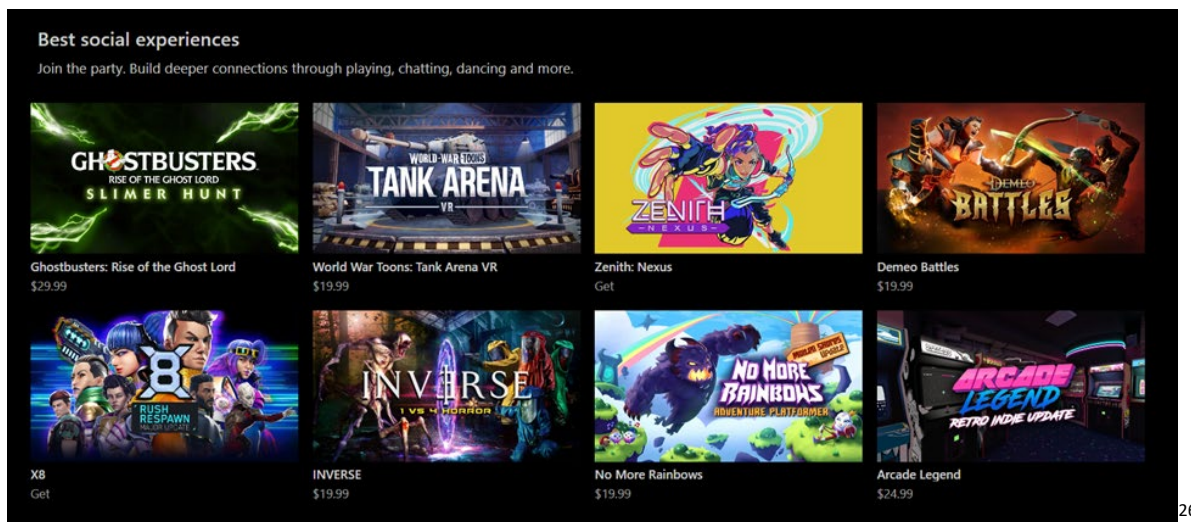 Best social experiences
Join the party. Build deeper connections through playing, chatting, dancing and more.
GHOSTBUSTERS
RISE OF THE GHOST LORD
SLIMER HUNT
WORLD-WAR TOONS
TANK ARENA
VR
ZENITH
NEXUS
DEMEO
BATTLES
Ghostbusters: Rise of the Ghost Lord
$29.99
World War Toons: Tank Arena VR
$19.99
Zenith: Nexus
Get
Demeo Battles
$19.99
X8
RUSH
RESPAWN
MAJOR UPDATE
INVERSE
1 VS 4 HORROR
UPDATE
NO MORE
RAINBOWS
ADVENTURE PLATFORMER
ARCADE
LEGEND
RETRO INDIE UPDATE
X8
Get
INVERSE
$19.99
No More Rainbows
$19.99
Arcade Legend
$24.99
26